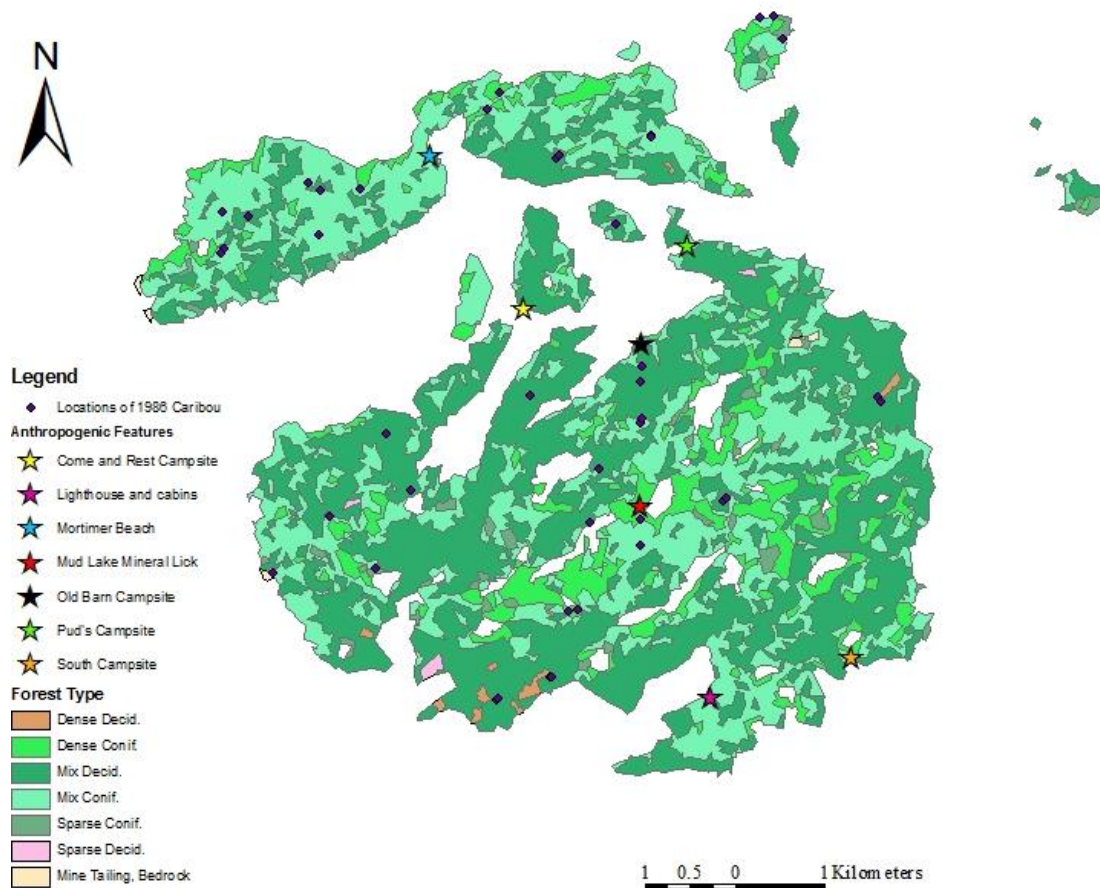 N
Legend
Locations of 1986 Caribou
Anthropogenic Features
Come and Rest Campsite
Lighthouse and cabins
Mortimer Beach
Mud Lake Mineral Lick
Old Barn Campsite
Pud's Campsite
South Campsite
Forest Type
Dense Decid.
Dense Conif.
Mix Decid.
Mix Conif.
Sparse Conif.
Sparse Decid.
Mine Tailing, Bedrock
1 0.5 0 1 Kilometers